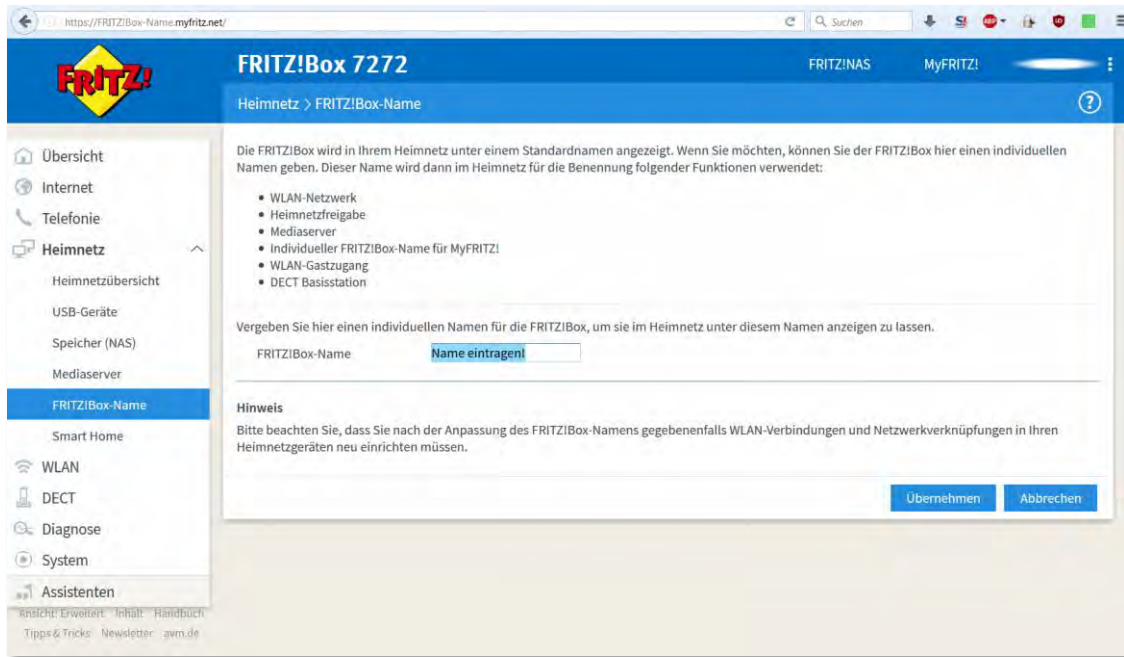 https://FRITZ!Box-Name.myfritz.net/
Suchen
FRITZ!
FRITZ!Box 7272
FRITZ!NAS
MyFRITZ!
Heimnetz > FRITZ!Box-Name
Übersicht
Internet
Telefonie
Heimnetz
Heimnetzübersicht
USB-Geräte
Speicher (NAS)
Mediaserver
FRITZ!Box-Name
Smart Home
WLAN
DECT
Diagnose
System
Assistenten
Ansicht: Erweitert Inhalt Handbuch
Tipps & Tricks Newsletter avm.de
Die FRITZ!Box wird in Ihrem Heimnetz unter einem Standardnamen angezeigt. Wenn Sie möchten, können Sie der FRITZ!Box hier einen individuellen
Namen geben. Dieser Name wird dann im Heimnetz für die Benennung folgender Funktionen verwendet:
• WLAN-Netzwerk
• Heimnetzfreigabe
• Mediaserver
• Individueller FRITZ!Box-Name für MyFRITZ!
• WLAN-Gastzugang
• DECT Basisstation
Vergeben Sie hier einen individuellen Namen für die FRITZ!Box, um sie im Heimnetz unter diesem Namen anzeigen zu lassen.
FRITZ!Box-Name Name eintragen!
Hinweis
Bitte beachten Sie, dass Sie nach der Anpassung des FRITZ!Box-Namens gegebenenfalls WLAN-Verbindungen und Netzwerkverknüpfungen in Ihren
Heimnetzgeräten neu einrichten müssen.
Übernehmen
Abbrechen